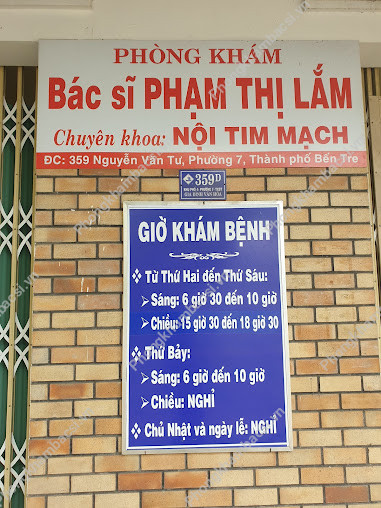 PHÒNG KHÁM
Bác sĩ PHẠM THỊ LẮM
Chuyên khoa: NỘI TIM MẠCH
ĐC: 359 Nguyễn Văn Tư, Phường 7, Thành phố Bến Tre
359D
GIỜ KHÁM BỆNH
❖ Từ Thứ Hai đến Thứ Sáu:
➢ Sáng: 6 giờ 30 đến 10 giờ
➢ Chiều: 15 giờ 30 đến 18 giờ 30
❖ Thứ Bảy:
➢ Sáng: 6 giờ đến 10 giờ
➢ Chiều: NGHỈ
❖ Chủ Nhật và ngày lễ: NGHỈ